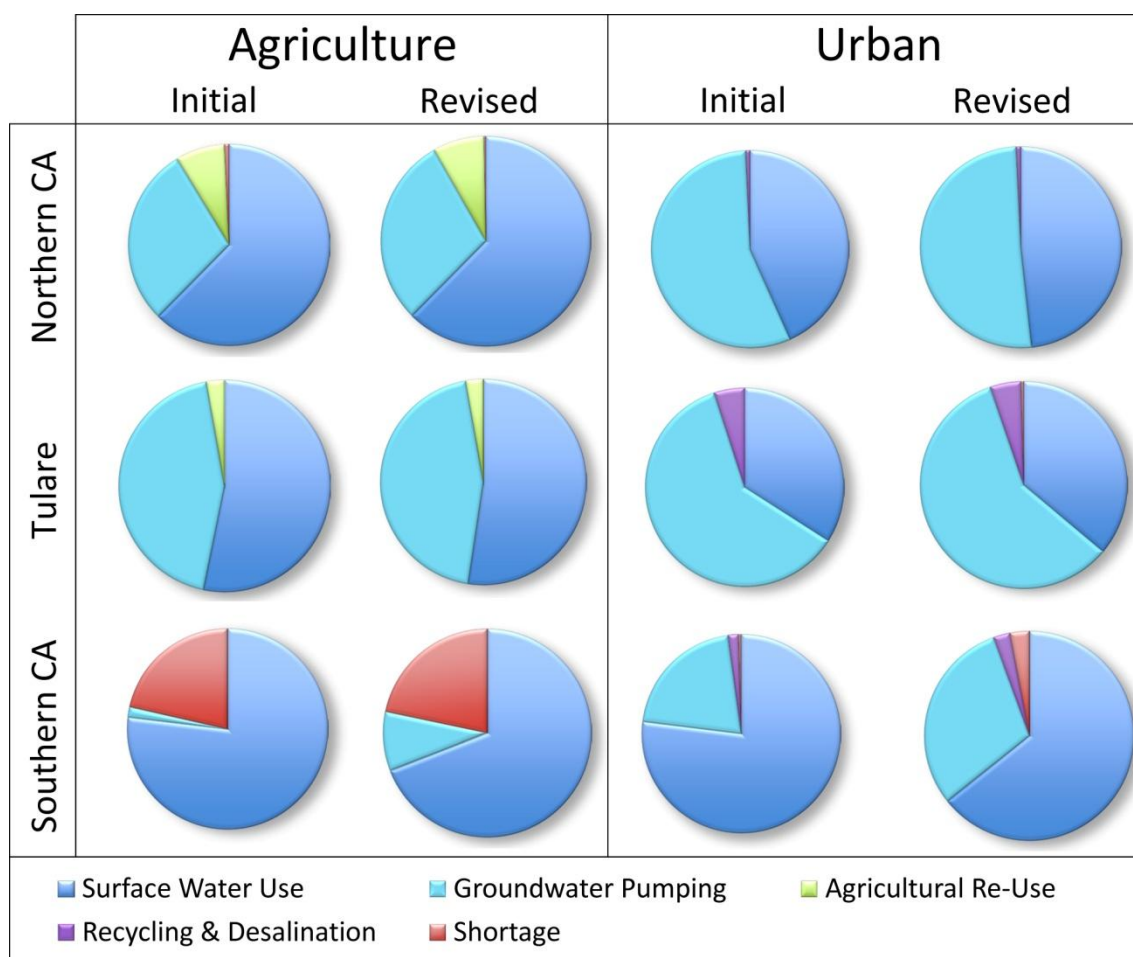 Agriculture
Urban
Initial
Revised
Initial
Revised
Northern CA
Tulare
Southern CA
Surface Water Use
Groundwater Pumping
Agricultural Re-Use
Recycling & Desalination
Shortage